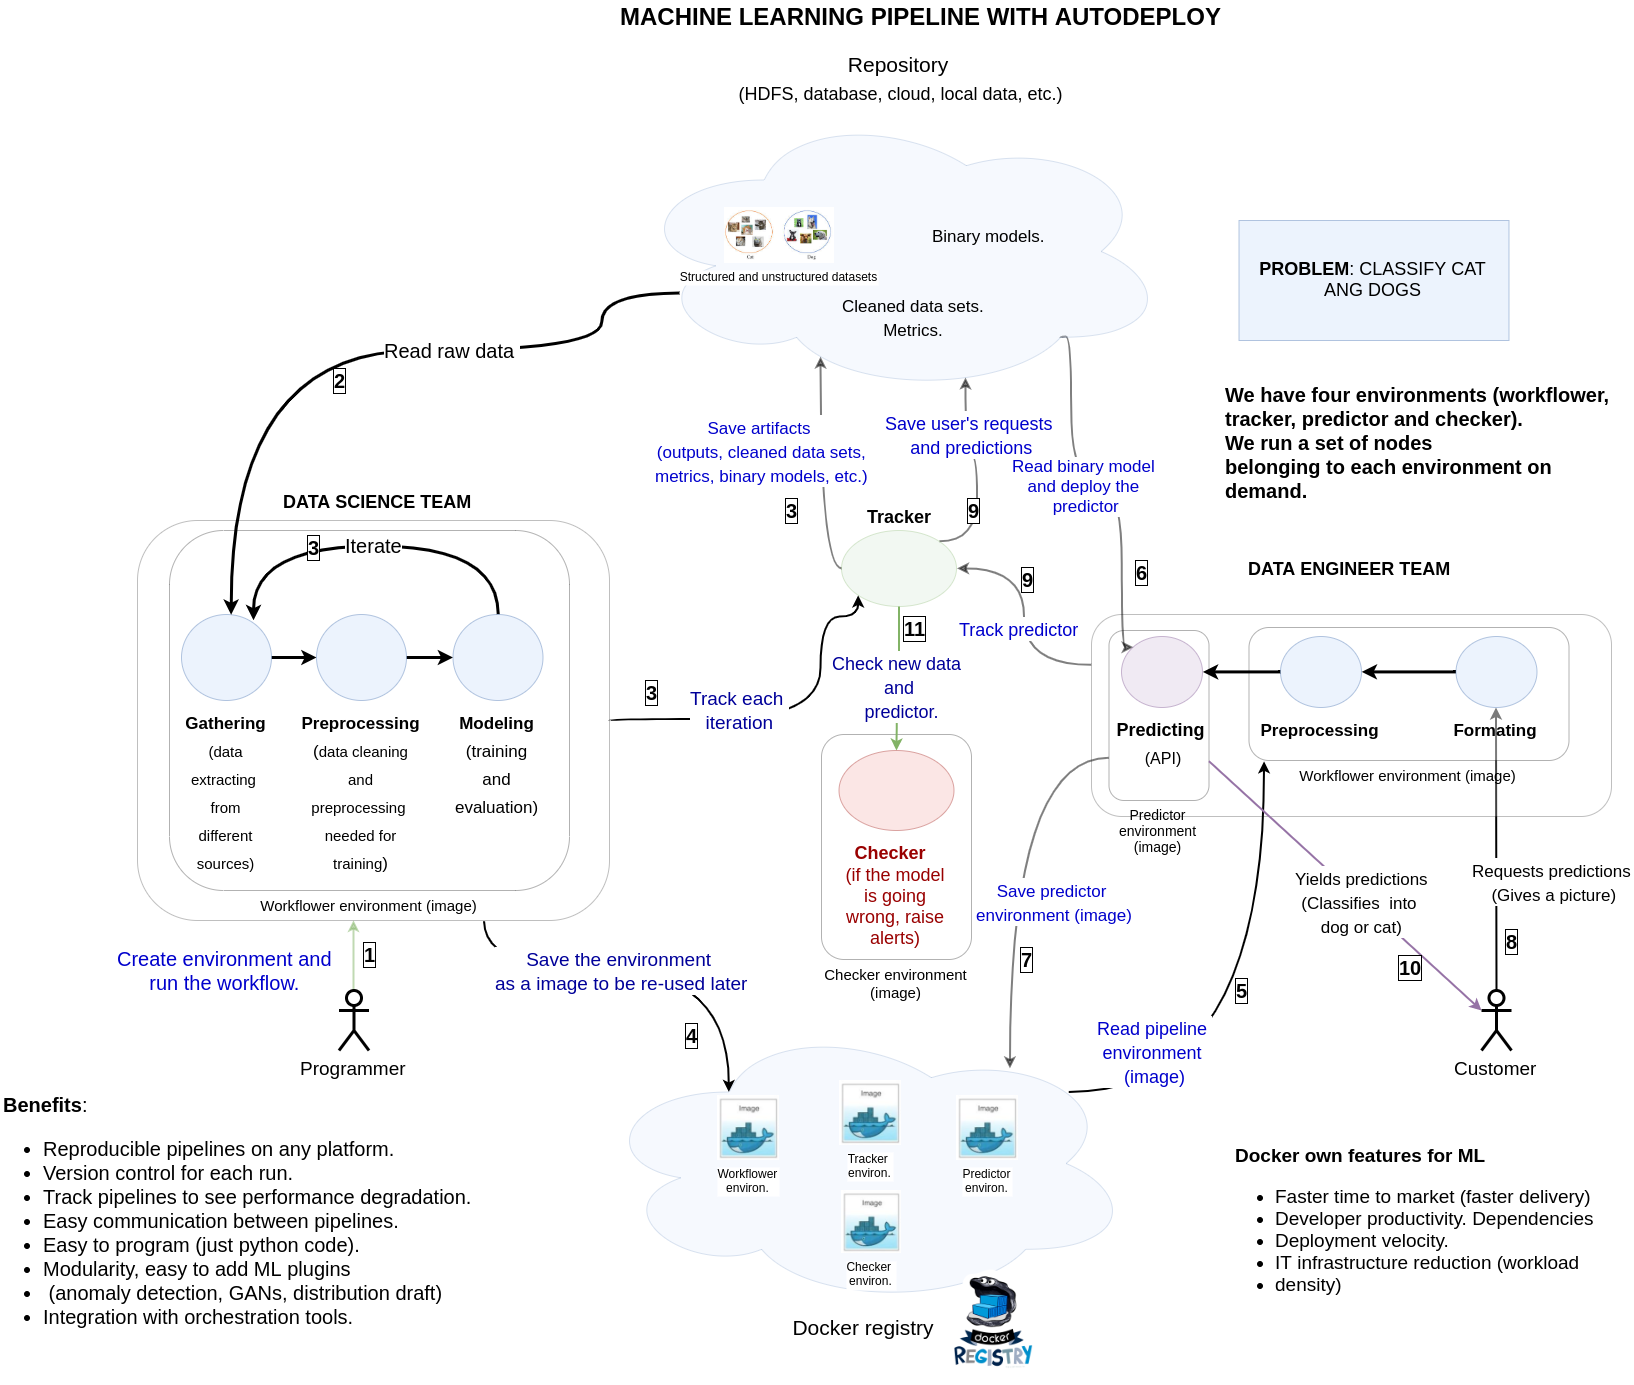 MACHINE LEARNING PIPELINE WITH AUTODEPLOY
Repository
(HDFS, database, cloud, local data, etc.)
Cat
Dog
Structured and unstructured datasets
Binary models.
Cleaned data sets.
Metrics.
PROBLEM: CLASSIFY CAT
ANG DOGS
Read raw data
2
We have four environments (workflower,
tracker, predictor and checker).
We run a set of nodes
belonging to each environment on
demand.
Save artifacts
(outputs, cleaned data sets,
metrics, binary models, etc.)
3
Save user's requests
and predictions
9
Read binary model
and deploy the
predictor
6
DATA SCIENCE TEAM
3
Iterate
Gathering
(data
extracting
from
different
sources)
Preprocessing
(data cleaning
and
preprocessing
needed for
training)
Modeling
(training
and
evaluation)
Workflower environment (image)
Tracker
9
Track predictor
11
Check new data
and
predictor.
3
Track each
iteration
Checker
(if the model
is going
wrong, raise
alerts)
Checker environment
(image)
DATA ENGINEER TEAM
Predicting
(API)
Preprocessing
Formating
Workflower environment (image)
Predictor
environment
(image)
Save predictor
environment (image)
7
Yields predictions
(Classifies into
dog or cat)
10
Requests predictions
(Gives a picture)
8
Customer
Create environment and
run the workflow.
1
Programmer
Save the environment
as a image to be re-used later
4
Read pipeline
environment
(image)
5
Image
Workflower
environ.
Image
Tracker
environ.
Image
Predictor
environ.
Image
Checker
environ.
Docker registry
docker
REGISTRY
Benefits:
• Reproducible pipelines on any platform.
• Version control for each run.
• Track pipelines to see performance degradation.
• Easy communication between pipelines.
• Easy to program (just python code).
• Modularity, easy to add ML plugins
• (anomaly detection, GANs, distribution draft)
• Integration with orchestration tools.
Docker own features for ML
• Faster time to market (faster delivery)
• Developer productivity. Dependencies
• Deployment velocity.
• IT infrastructure reduction (workload
• density)